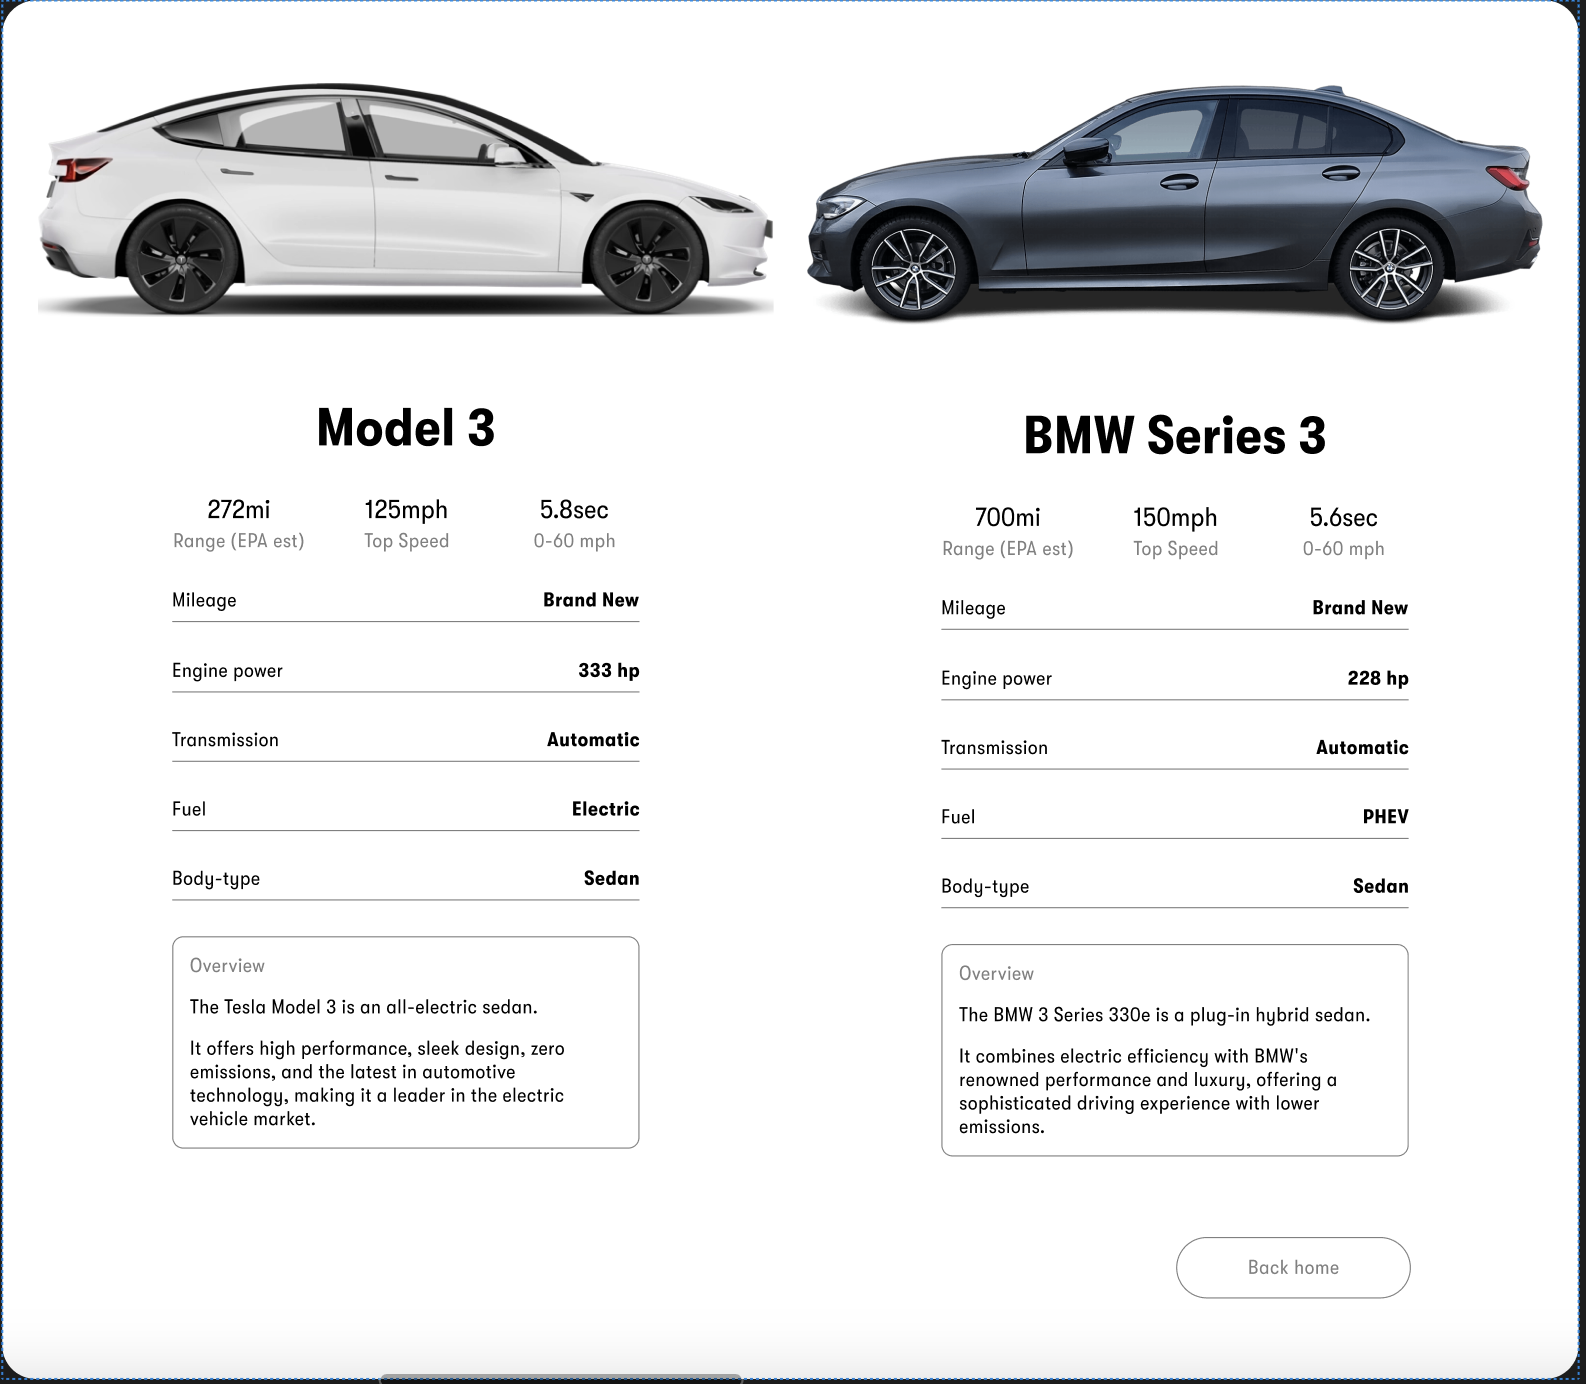 Model 3
272mi
125mph
5.8sec
Range (EPA est)
Top Speed
0-60 mph
Mileage Brand New
Engine power 333 hp
Transmission Automatic
Fuel Electric
Body-type Sedan
Overview
The Tesla Model 3 is an all-electric sedan.
It offers high performance, sleek design, zero
emissions, and the latest in automotive
technology, making it a leader in the electric
vehicle market.
BMW Series 3
700mi
150mph
5.6sec
Range (EPA est)
Top Speed
0-60 mph
Mileage Brand New
Engine power 228 hp
Transmission Automatic
Fuel PHEV
Body-type Sedan
Overview
The BMW 3 Series 330e is a plug-in hybrid sedan.
It combines electric efficiency with BMW's
renowned performance and luxury, offering a
sophisticated driving experience with lower
emissions.
Back home